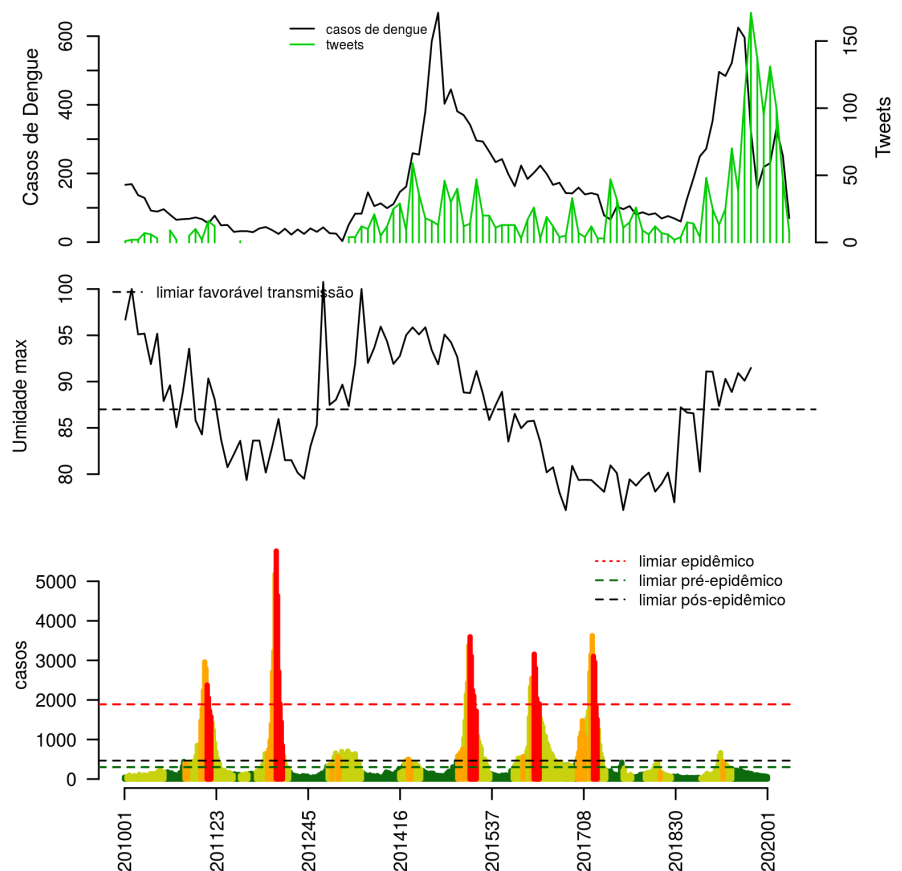 casos de dengue
tweets
Casos de Dengue
0
200
400
600
Tweets
0
50
100
150
limiar favorável transmissão
Umidade max
80
85
90
95
100
limiar epidêmico
limiar pré-epidêmico
limiar pós-epidêmico
casos
0
1000
2000
3000
4000
5000
201001
201123
201245
201416
201537
201708
201830
202001